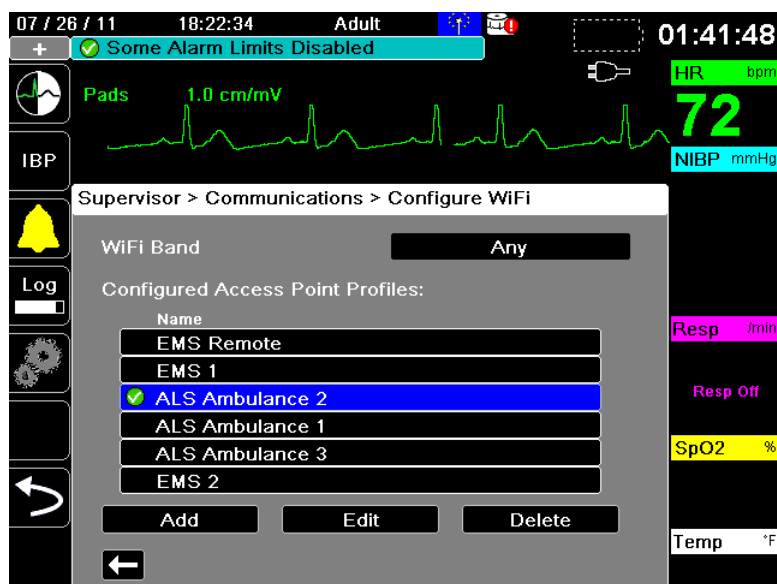 07 / 26 / 11 18:22:34 Adult 01:41:48
+ Some Alarm Limits Disabled
HR bpm
Pads 1.0 cm/mV
72
IBP
NIBP mmHg
Supervisor > Communications > Configure WiFi
WiFi Band Any
Log
Configured Access Point Profiles:
Name
Resp /min
EMS Remote
EMS 1
Resp Off
ALS Ambulance 2
ALS Ambulance 1
SpO2 %
ALS Ambulance 3
EMS 2
Add Edit Delete
Temp °F